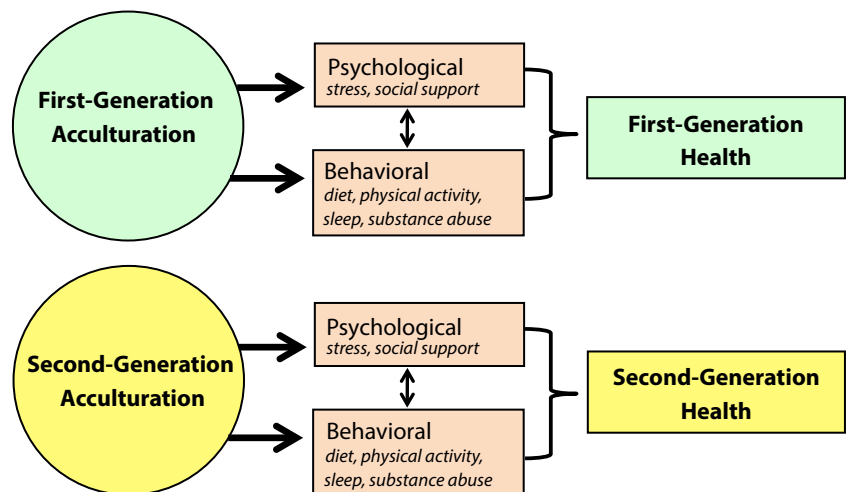 First-Generation
Acculturation
Psychological
stress, social support
Behavioral
diet, physical activity,
sleep, substance abuse
First-Generation
Health
Second-Generation
Acculturation
Psychological
stress, social support
Behavioral
diet, physical activity,
sleep, substance abuse
Second-Generation
Health